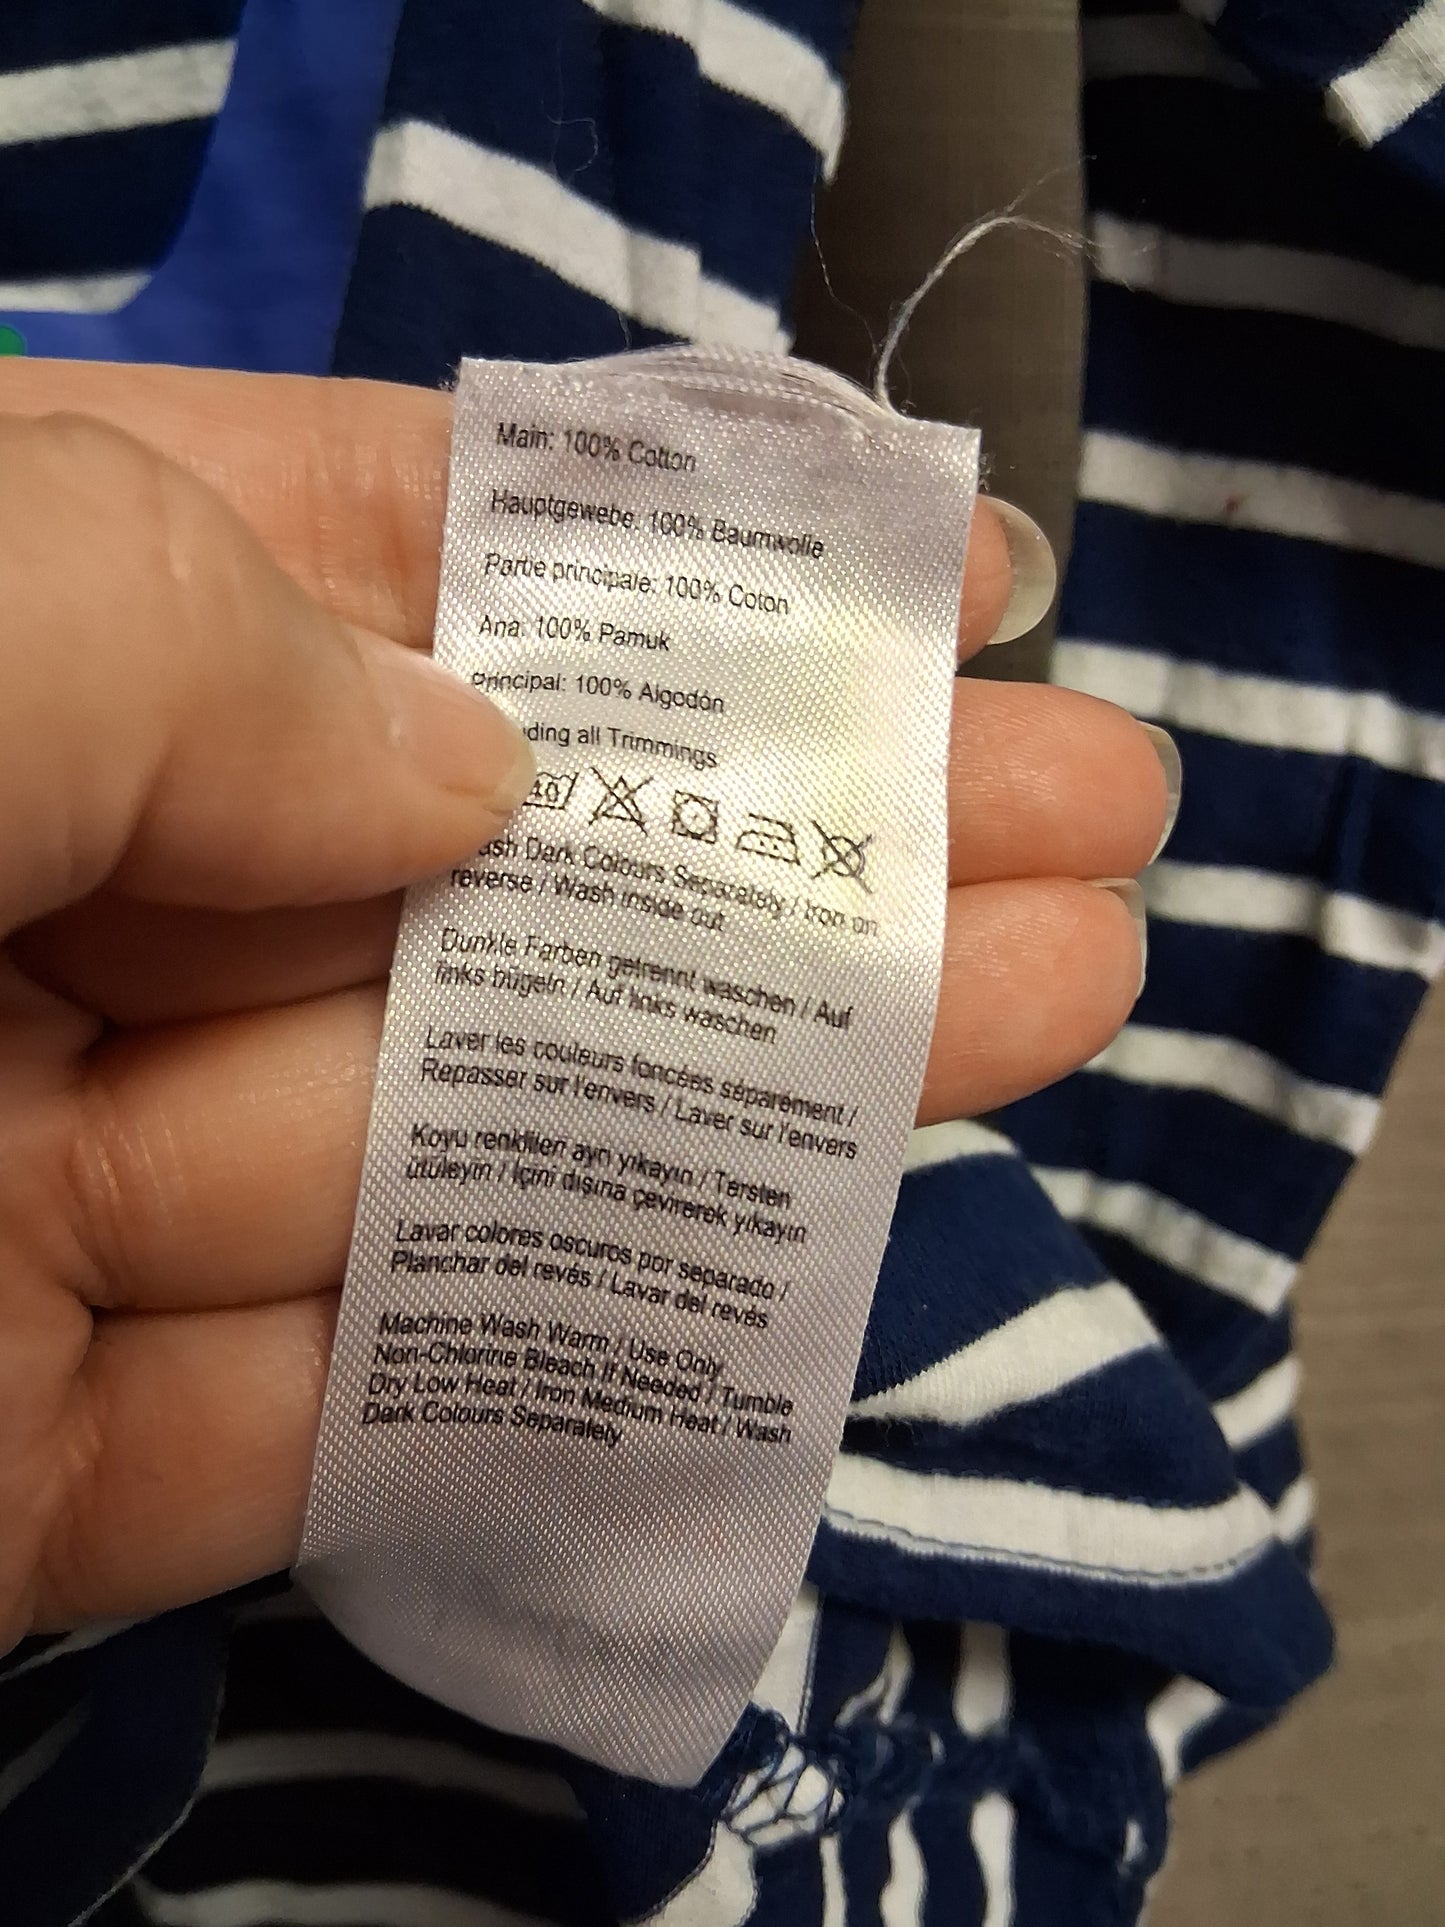 Main: 100% Cotton
Hauptgewebe: 100% Baumwolle
Partie principale: 100% Coton
Ana: 100% Pamuk
Principal: 100% Algodón
all Trimmings
40
Dark Colours Separately / Iron on
reverse / Wash inside out
Dunkle Farben getrennt waschen / Auf
links bügeln / Auf links waschen
Laver les couleurs foncées séparément /
Repasser sur l'envers / Laver sur l'envers
Koyu renklileri ayrı yıkayın / Tersten
ütüleyin / İçini dışına çevirerek yıkayın
Lavar colores oscuros por separado /
Planchar del revés / Lavar del revés
Machine Wash Warm / Use Only
Non-Chlorine Bleach If Needed / Tumble
Dry Low Heat / Iron Medium Heat / Wash
Dark Colours Separately